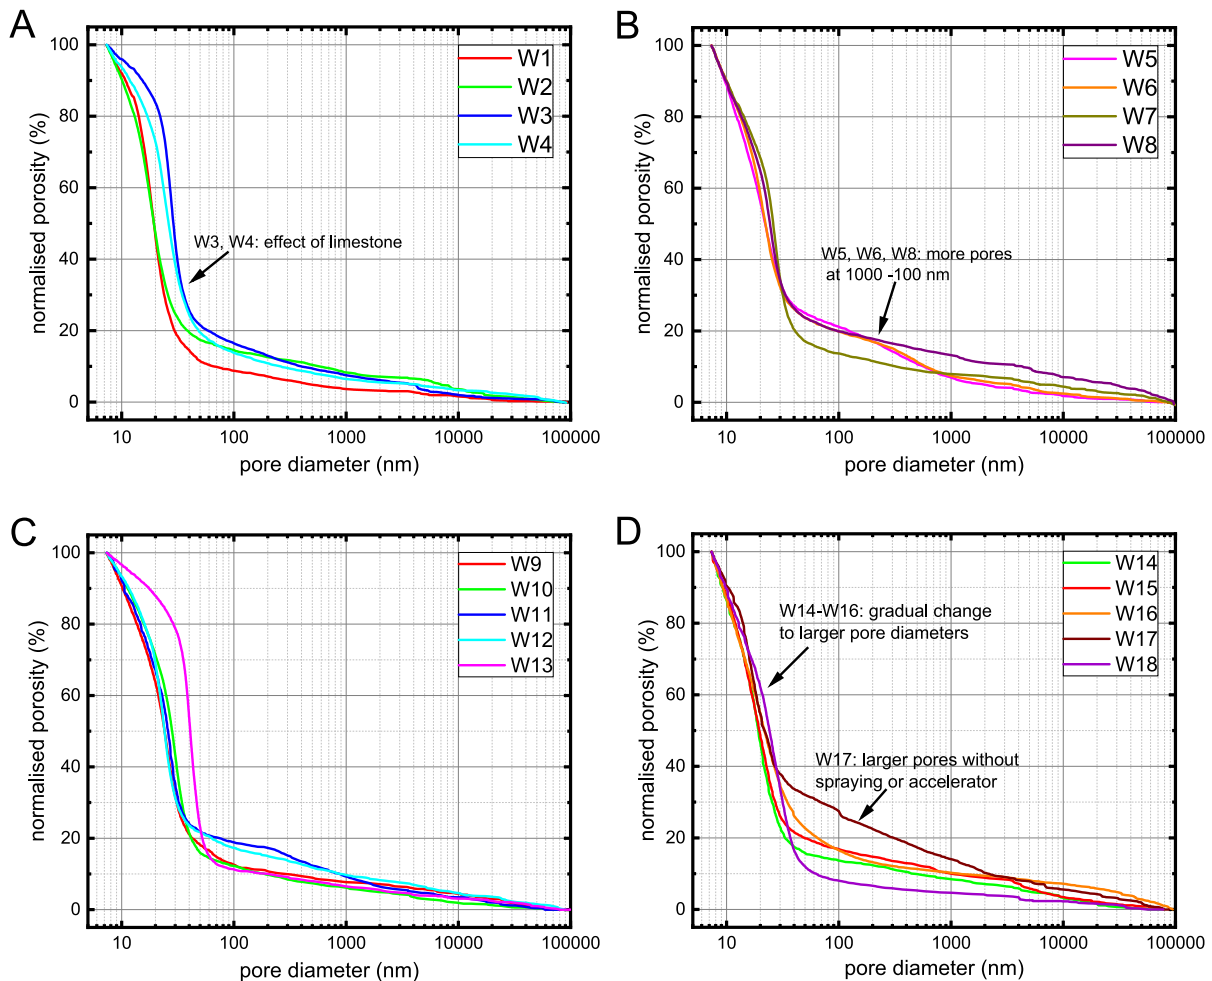 A
normalised porosity (%)
100
80
60
40
20
0
W1
W2
W3
W4
W3, W4: effect of limestone
10
100
1000
10000
100000
pore diameter (nm)
B
normalised porosity (%)
100
80
60
40
20
0
W5
W6
W7
W8
W5, W6, W8: more pores
at 1000 -100 nm
10
100
1000
10000
100000
pore diameter (nm)
C
normalised porosity (%)
100
80
60
40
20
0
W9
W10
W11
W12
W13
10
100
1000
10000
100000
pore diameter (nm)
D
normalised porosity (%)
100
80
60
40
20
0
W14
W15
W16
W17
W18
W14-W16: gradual change
to larger pore diameters
W17: larger pores without
spraying or accelerator
10
100
1000
10000
100000
pore diameter (nm)